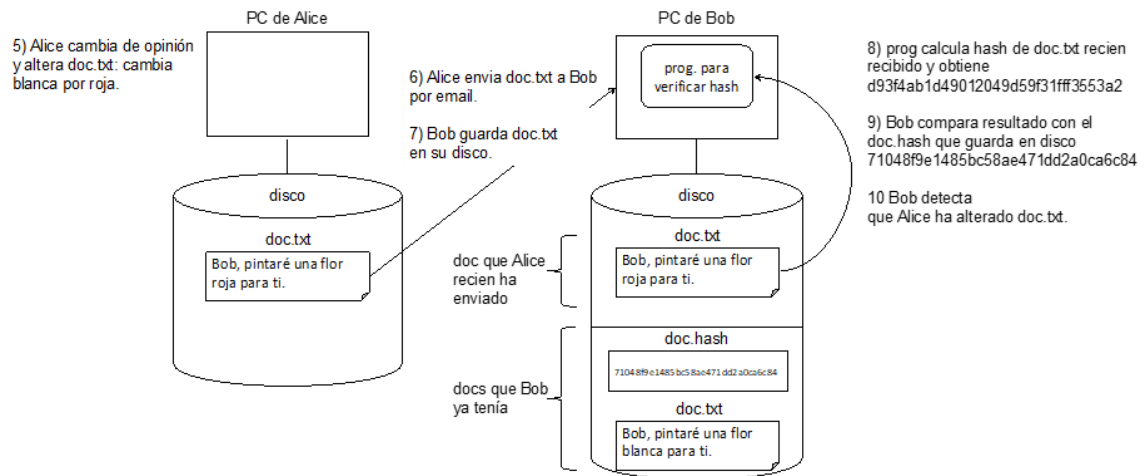 PC de Alice
5) Alice cambia de opinión
y altera doc.txt: cambia
blanca por roja.
disco
doc.txt
Bob, pintaré una flor
roja para ti.
6) Alice envia doc.txt a Bob
por email.
7) Bob guarda doc.txt
en su disco.
PC de Bob
prog. para
verificar hash
disco
doc que Alice
recien ha
enviado
doc.txt
Bob, pintaré una flor
roja para ti.
docs que Bob
ya tenía
doc.hash
71048f9e1485bc58ae471dd2a0ca6c84
doc.txt
Bob, pintaré una flor
blanca para ti.
8) prog calcula hash de doc.txt recien
recibido y obtiene
d93f4ab1d49012049d59f31fff3553a2
9) Bob compara resultado con el
doc.hash que guarda en disco
71048f9e1485bc58ae471dd2a0ca6c84
10 Bob detecta
que Alice ha alterado doc.txt.